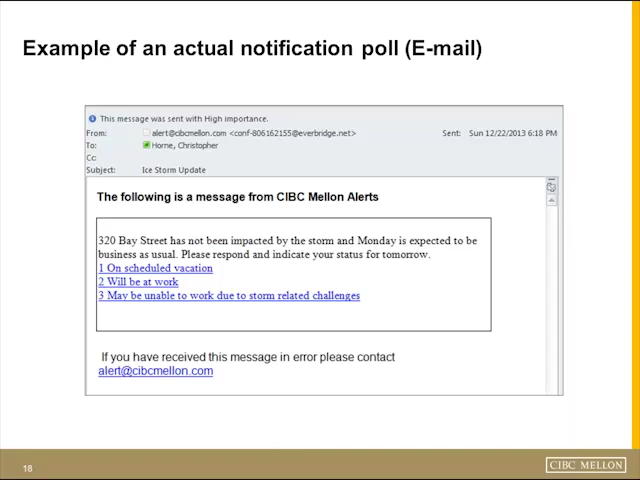 Example of an actual notification poll (E-mail)
This message was sent with High importance.
From: alert@cibcmellon.com <conf-806162155@everbridge.net> Sent: Sun 12/22/2013 6:18 PM
To: Horne, Christopher
Cc:
Subject: Ice Storm Update
The following is a message from CIBC Mellon Alerts
320 Bay Street has not been impacted by the storm and Monday is expected to be
business as usual. Please respond and indicate your status for tomorrow.
1 On scheduled vacation
2 Will be at work
3 May be unable to work due to storm related challenges
If you have received this message in error please contact
alert@cibcmellon.com
18
CIBC MELLON